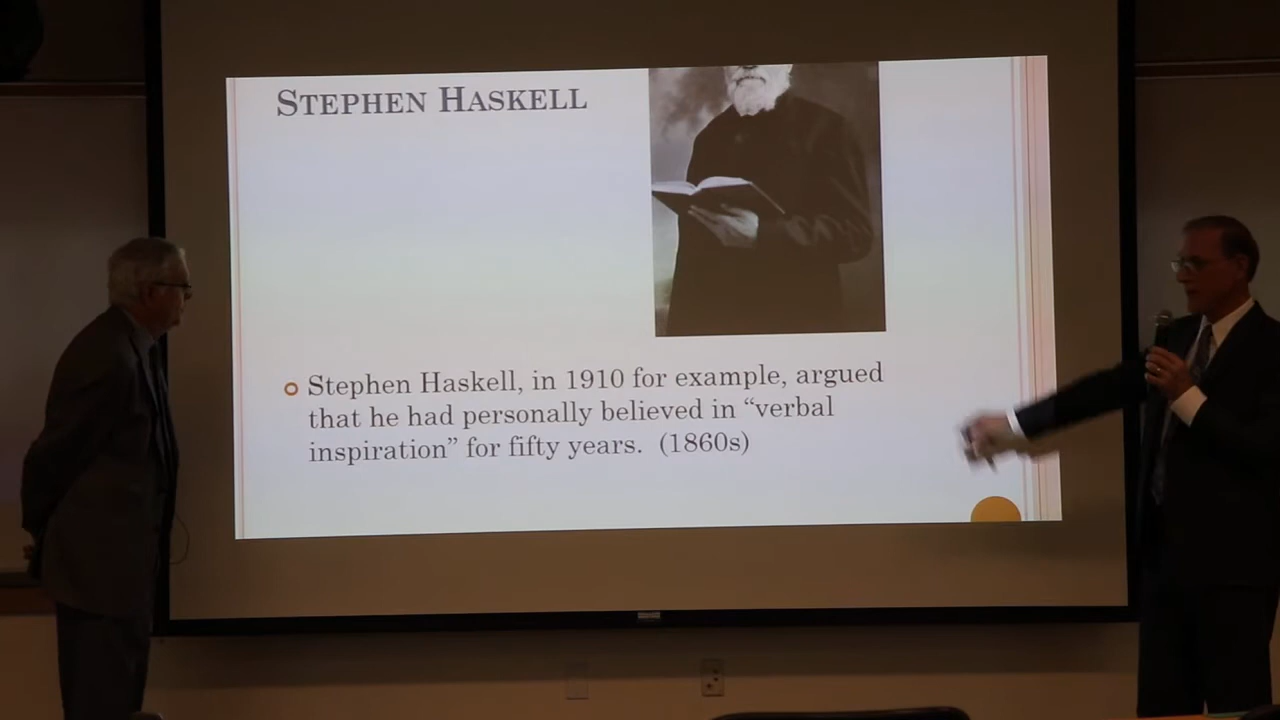 STEPHEN HASKELL
Stephen Haskell, in 1910 for example, argued
that he had personally believed in “verbal
inspiration” for fifty years. (1860s)